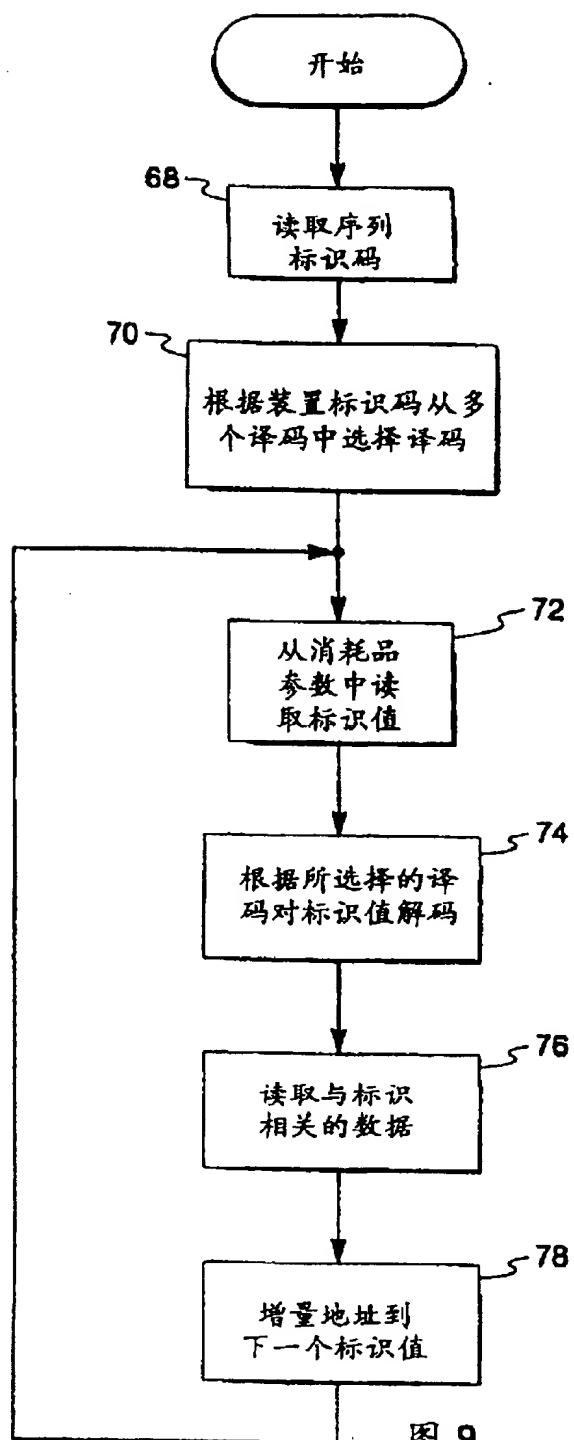 开始
68
读取序列
标识码
70
根据装置标识码从多
个译码中选择译码
72
从消耗品
参数中读
取标识值
74
根据所选择的译
码对标识值解码
76
读取与标识
相关的数据
78
增量地址到
下一个标识值
图 9